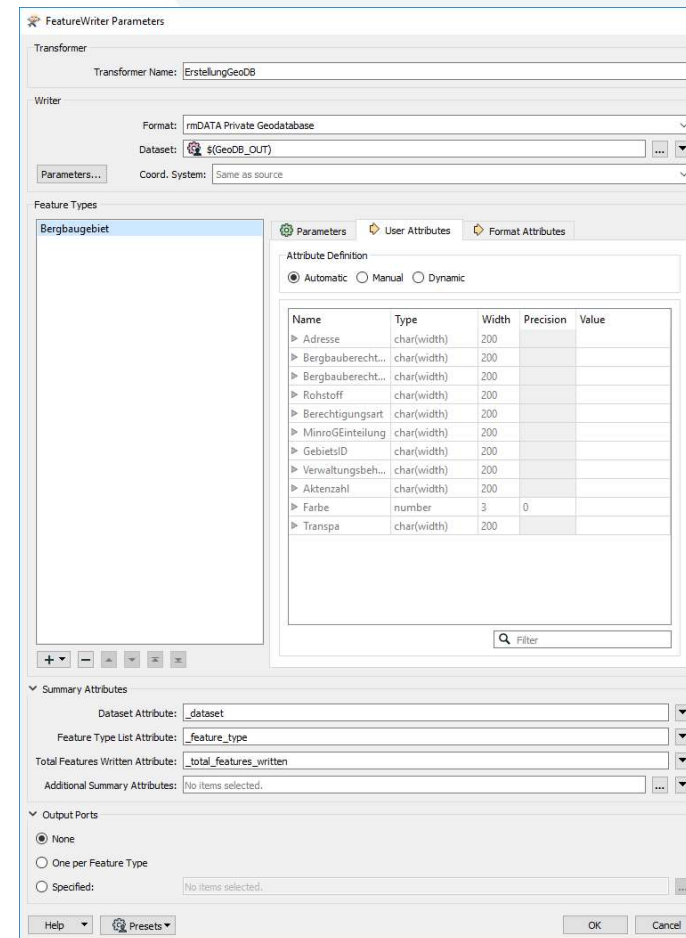 FeatureWriter Parameters
Transformer
Transformer Name: ErstellungGeoDB
Writer
Format: rmDATA Private Geodatabase
Dataset: $(GeoDB_OUT) ...
Parameters... Coord. System: Same as source
Feature Types
Bergbaugebiet
Parameters User Attributes Format Attributes
Attribute Definition
Automatic Manual Dynamic
Name Type Width Precision Value
Adresse char(width) 200
Bergbauberecht... char(width) 200
Bergbauberecht... char(width) 200
Rohstoff char(width) 200
Berechtigungsart char(width) 200
MinroGEinteilung char(width) 200
GebietsID char(width) 200
Verwaltungsbeh... char(width) 200
Aktenzahl char(width) 200
Farbe number 3 0
Transpa char(width) 200
Filter
Summary Attributes
Dataset Attribute: _dataset
Feature Type List Attribute: _feature_type
Total Features Written Attribute: _total_features_written
Additional Summary Attributes: No items selected. ...
Output Ports
None
One per Feature Type
Specified: No items selected. ...
Help Presets OK Cancel